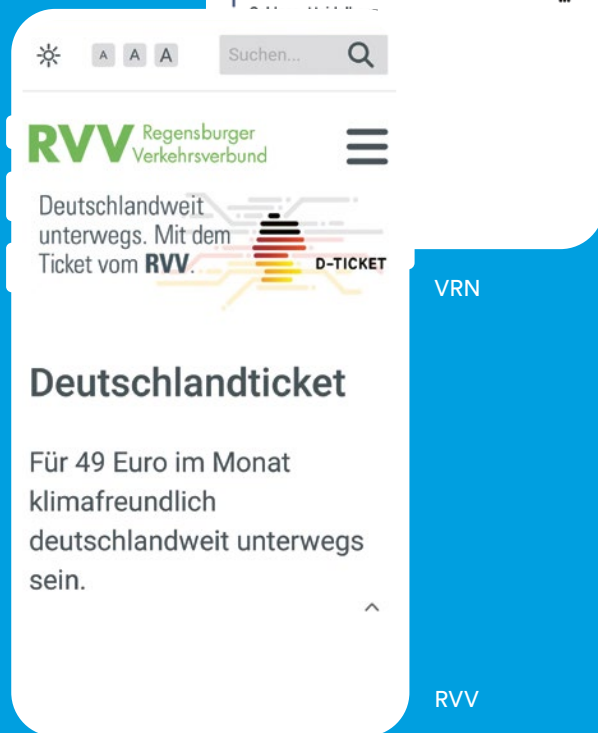 A A A
Suchen...
RVV Regensburger
Verkehrsverbund
Deutschlandweit
unterwegs. Mit dem
Ticket vom RVV.
D-TICKET
VRN
Deutschlandticket
Für 49 Euro im Monat
klimafreundlich
deutschlandweit unterwegs
sein.
RVV